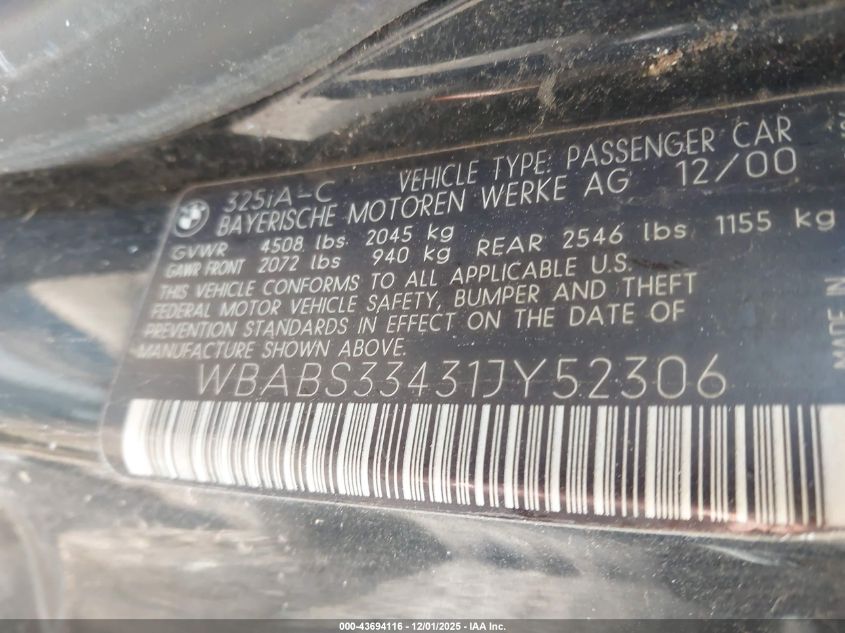 325iA-C VEHICLE TYPE: PASSENGER CAR
BAYERISCHE MOTOREN WERKE AG 12/00
GVWR 4508 lbs 2045 kg
GAWR FRONT 2072 lbs 940 kg REAR 2546 lbs 1155 kg
THIS VEHICLE CONFORMS TO ALL APPLICABLE U.S.
FEDERAL MOTOR VEHICLE SAFETY, BUMPER AND THEFT
PREVENTION STANDARDS IN EFFECT ON THE DATE OF
MANUFACTURE SHOWN ABOVE.
WBABS33431JY52306
MADE IN
000-43694116 - 12/01/2025 - IAA Inc.